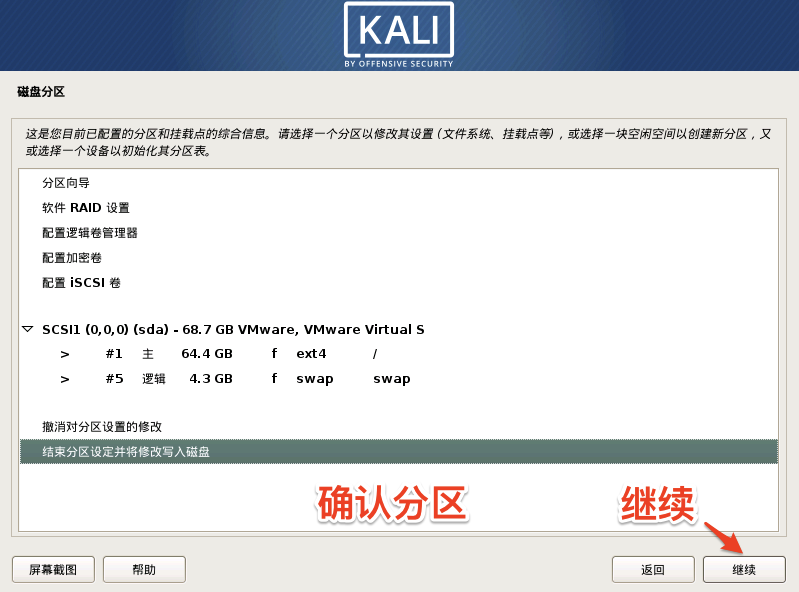 KALI
BY OFFENSIVE SECURITY
磁盘分区
这是您目前已配置的分区和挂载点的综合信息。请选择一个分区以修改其设置 (文件系统、挂载点等)，或选择一块空闲空间以创建新分区，又
或选择一个设备以初始化其分区表。
分区向导
软件 RAID 设置
配置逻辑卷管理器
配置加密卷
配置 iSCSI 卷
SCSI1 (0,0,0) (sda) - 68.7 GB VMware, VMware Virtual S
> #1 主 64.4 GB f ext4 /
> #5 逻辑 4.3 GB f swap swap
撤消对分区设置的修改
结束分区设定并将修改写入磁盘
确认分区 继续
屏幕截图 帮助 返回 继续